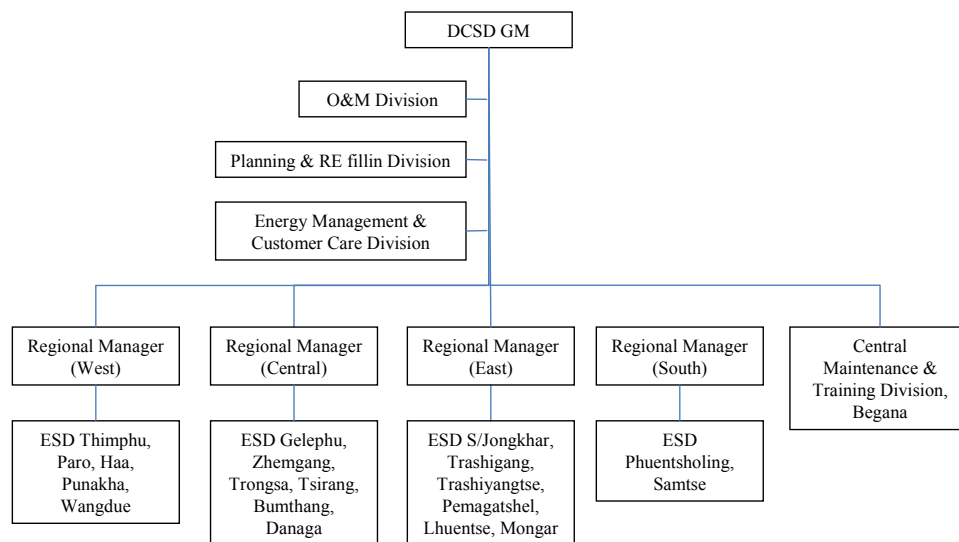 DCSD GM
O&M Division
Planning & RE fillin Division
Energy Management &
Customer Care Division
Regional Manager
(West)
Regional Manager
(Central)
Regional Manager
(East)
Regional Manager
(South)
Central
Maintenance &
Training Division,
Begana
ESD Thimphu,
Paro, Haa,
Punakha,
Wangdue
ESD Gelephu,
Zhemgang,
Trongsa, Tsirang,
Bumthang,
Danaga
ESD S/Jongkhar,
Trashigang,
Trashiyangtse,
Pemagatshel,
Lhuentse, Mongar
ESD
Phuentsholing,
Samtse